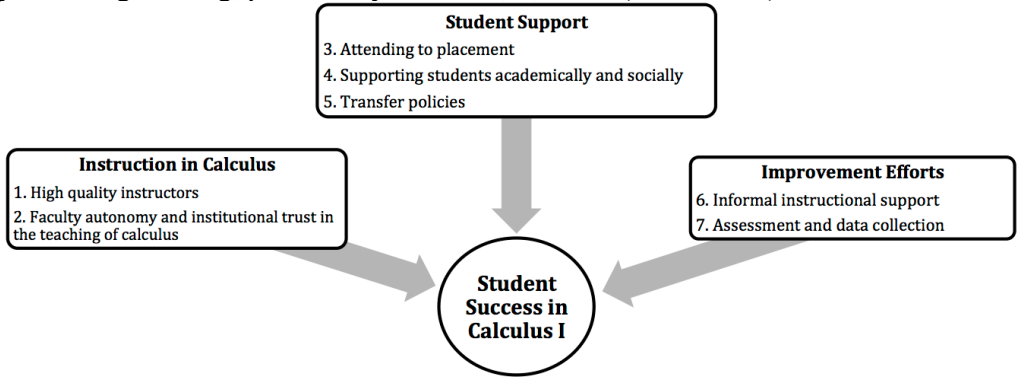 Student Support
3. Attending to placement
4. Supporting students academically and socially
5. Transfer policies
Instruction in Calculus
1. High quality instructors
2. Faculty autonomy and institutional trust in
the teaching of calculus
Improvement Efforts
6. Informal instructional support
7. Assessment and data collection
Student
Success in
Calculus I